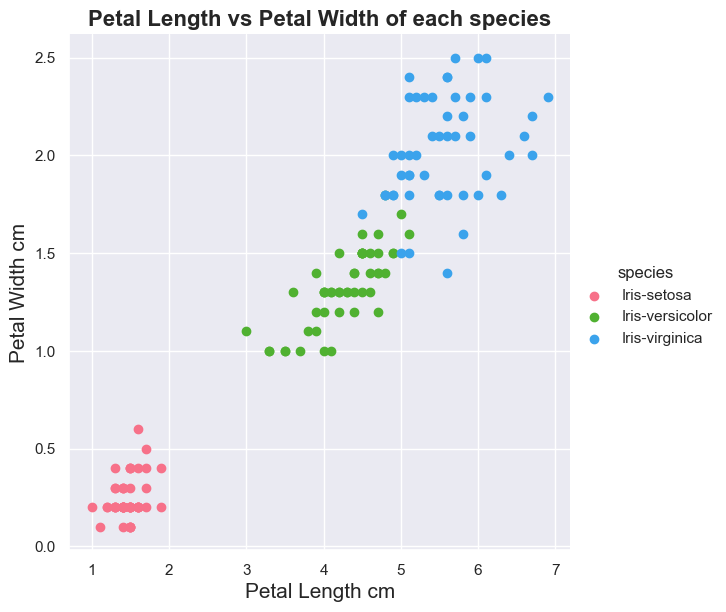 Petal Length vs Petal Width of each species
2.5
2.0
1.5
1.0
0.5
0.0
Petal Width cm
1 2 3 4 5 6 7
Petal Length cm
species
Iris-setosa
Iris-versicolor
Iris-virginica